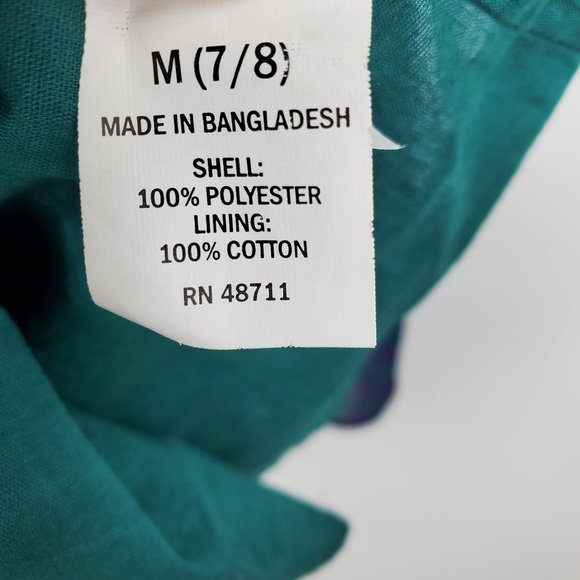 M (7/8)
MADE IN BANGLADESH
SHELL:
100% POLYESTER
LINING:
100% COTTON
RN 48711